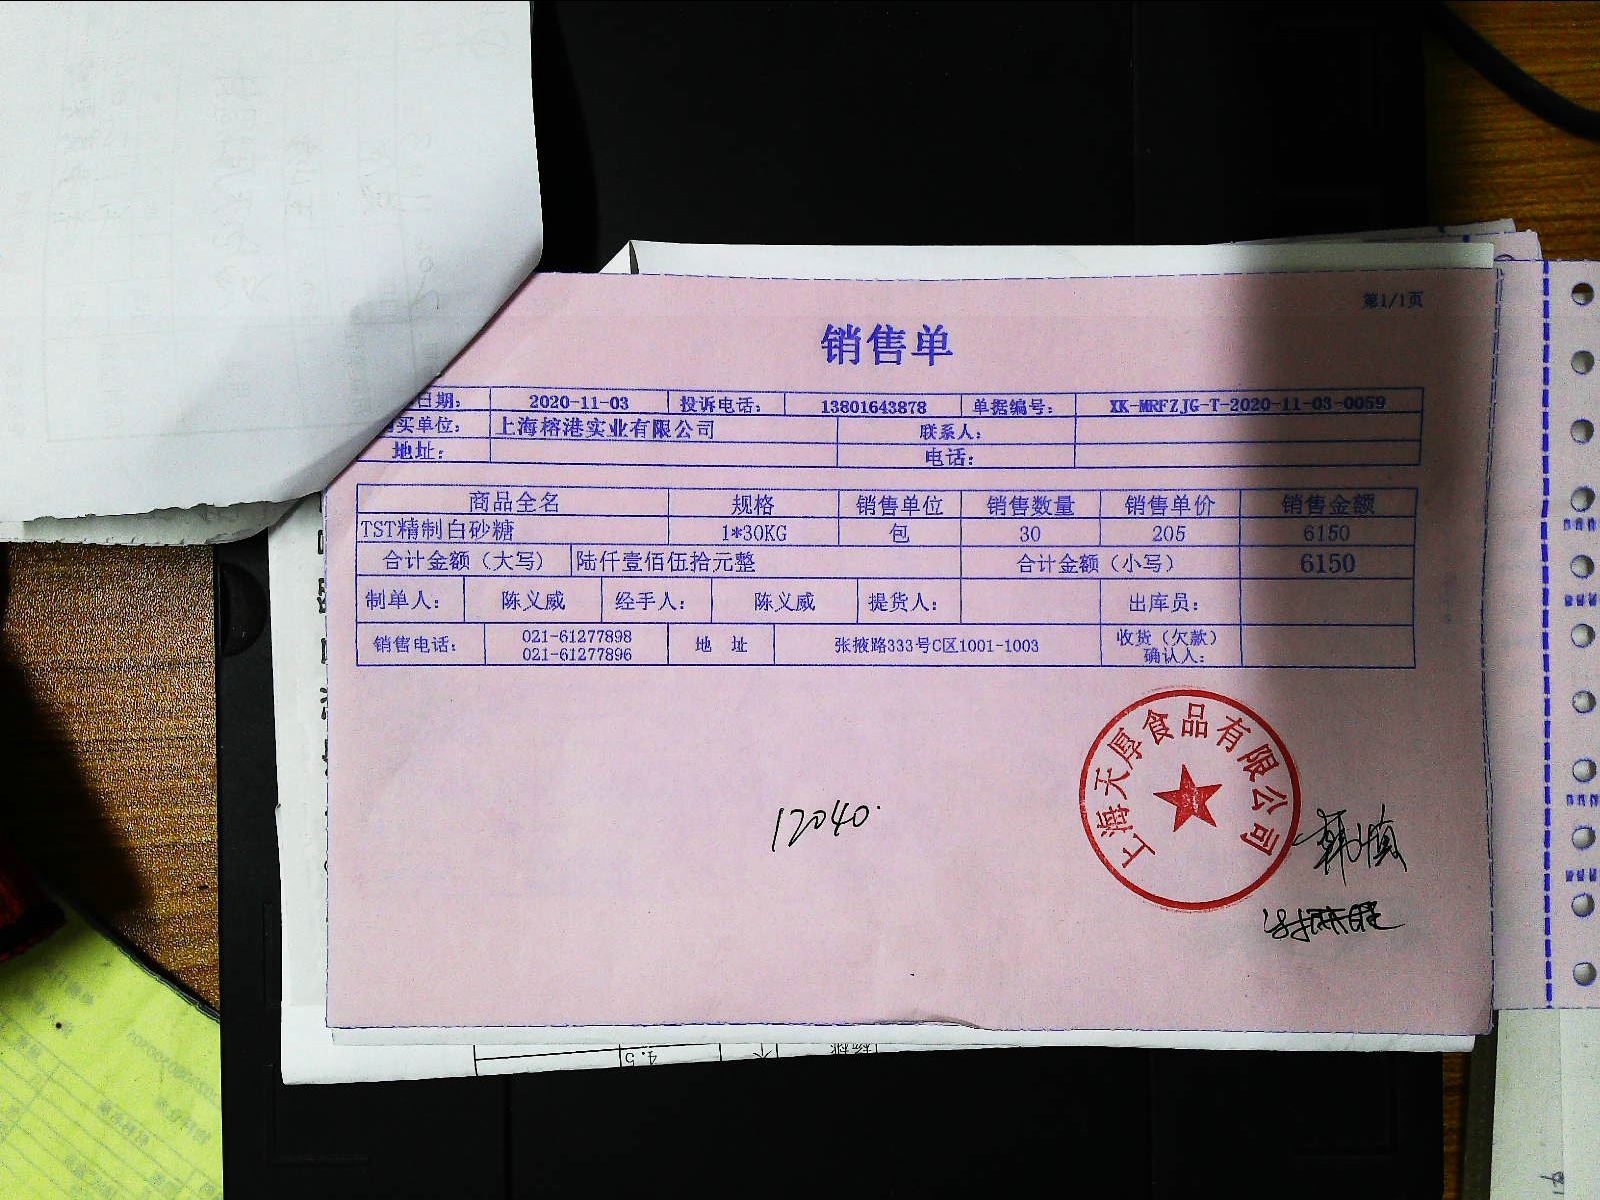 第1/1页
销售单
日期： 2020-11-03 投诉电话： 13801643878 单据编号： XK-MRFZJG-T-2020-11-03-0059
买单位： 上海榕港实业有限公司 联系人：
地址： 电话：
商品全名 规格 销售单位 销售数量 销售单价 销售金额
TST精制白砂糖 1*30KG 包 30 205 6150
合计金额（大写） 陆仟壹佰伍拾元整 合计金额（小写） 6150
制单人： 陈义威 经手人： 陈义威 提货人： 出库员：
销售电话： 021-61277898 021-61277896 地 址 张掖路333号C区1001-1003 收货（欠款）确认人：
上海天厚食品有限公司
12040.
4.5